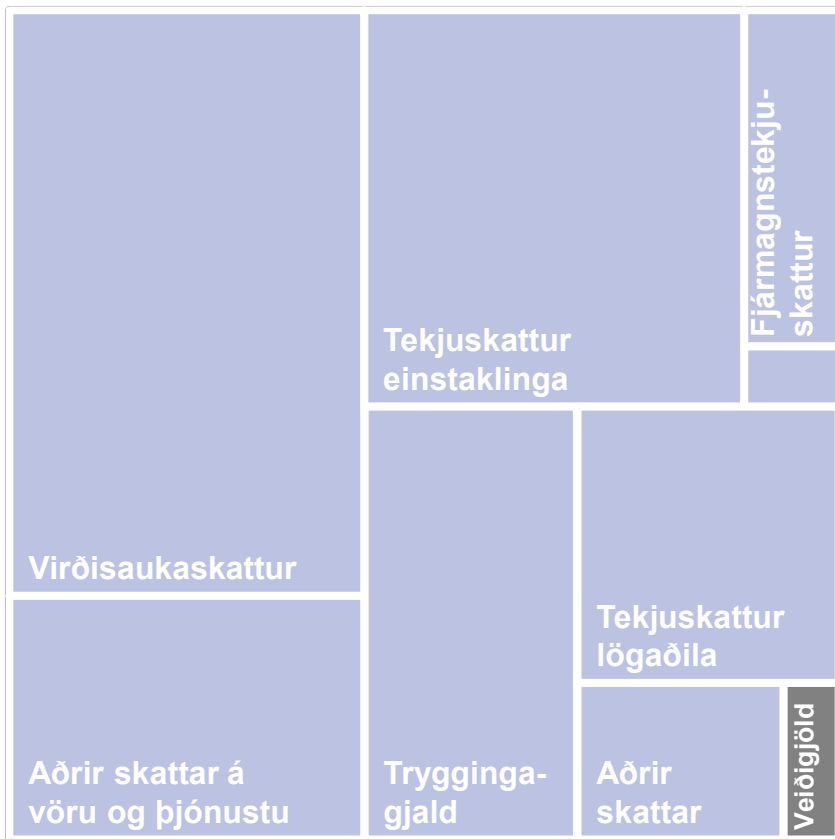 Virðisaukaskattur
Aðrir skattar á
vöru og þjónustu
Tekjuskattur
einstaklinga
Fjármagnstekju-
skattur
Trygginga-
gjald
Tekjuskattur
lögaðila
Aðrir
skattar
Veiðigjöld